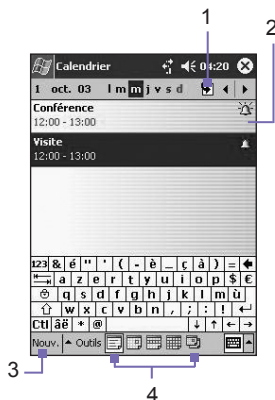 1
2
Calendrier 04:20
1 oct. 03 l m m j v s d
Conférence
12:00 - 13:00
Visite
12:00 - 13:00
123 & é " ' ( - è _ ç à ) =
a z e r t y u i o p $ €
q s d f g h j k l m ù
w x c v b n , ; : !
Ctl áë * @ ↓ ↑ ← →
Nouv. Outils
3
4